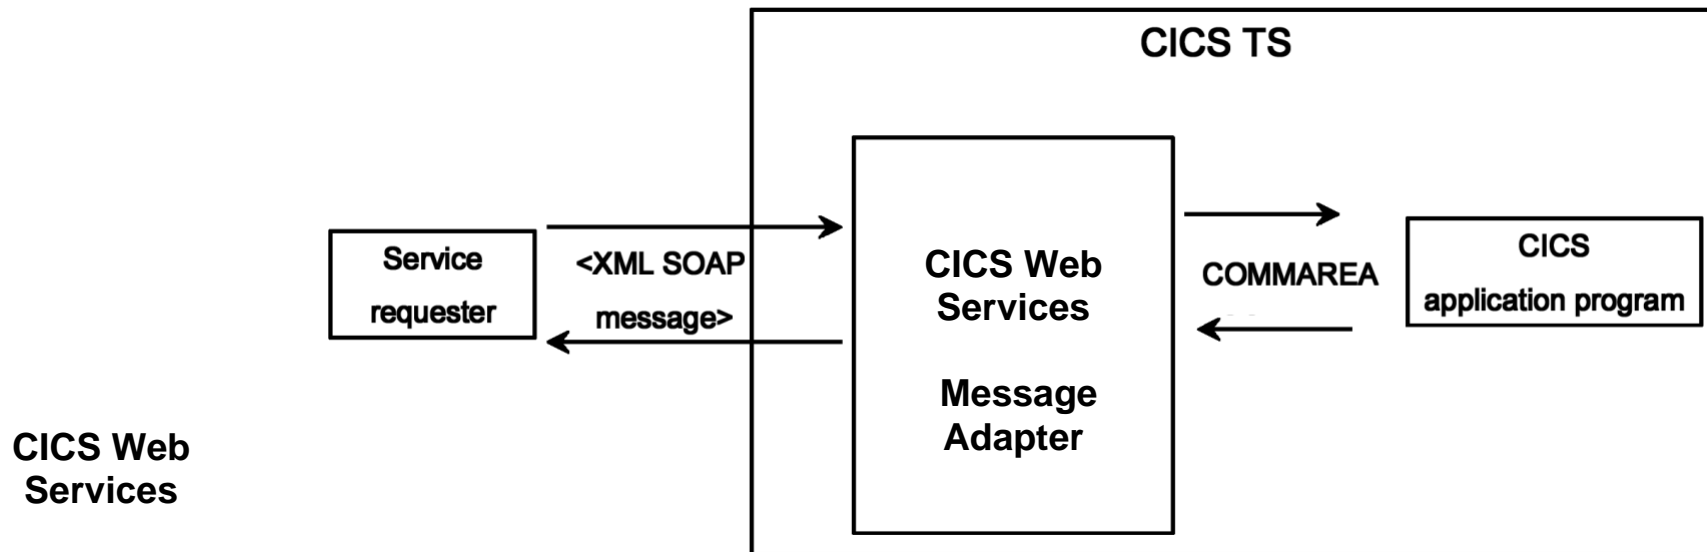 CICS TS
Service
requester
<XML SOAP
message>
CICS Web
Services
Message
Adapter
COMMAREA
CICS
application program
CICS Web
Services